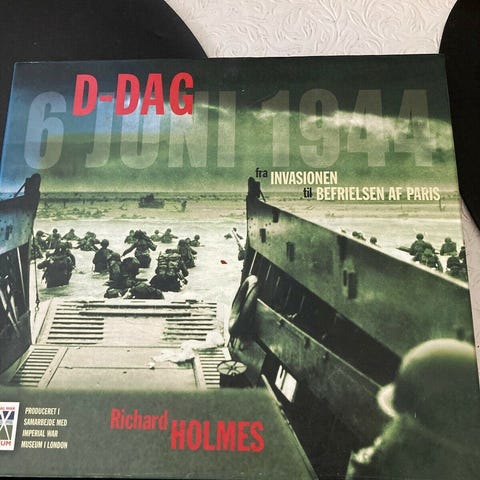 D-DAG
6 JUNI 1944
fra INVASIONEN
til BEFRIELSEN AF PARIS
PRODUCERET I
SAMARBEJDE MED
IMPERIAL WAR
MUSEUM I LONDON
Richard
HOLMES